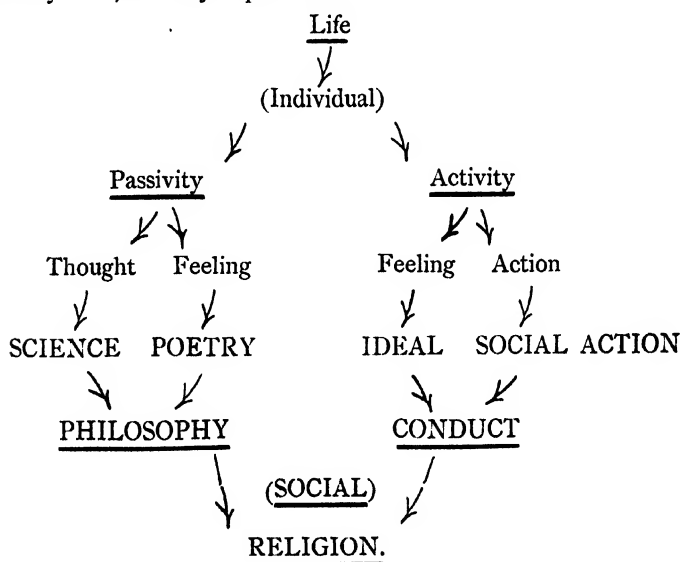 Life
(Individual)
Passivity Activity
Thought Feeling Feeling Action
SCIENCE POETRY IDEAL SOCIAL ACTION
PHILOSOPHY CONDUCT
(SOCIAL)
RELIGION.